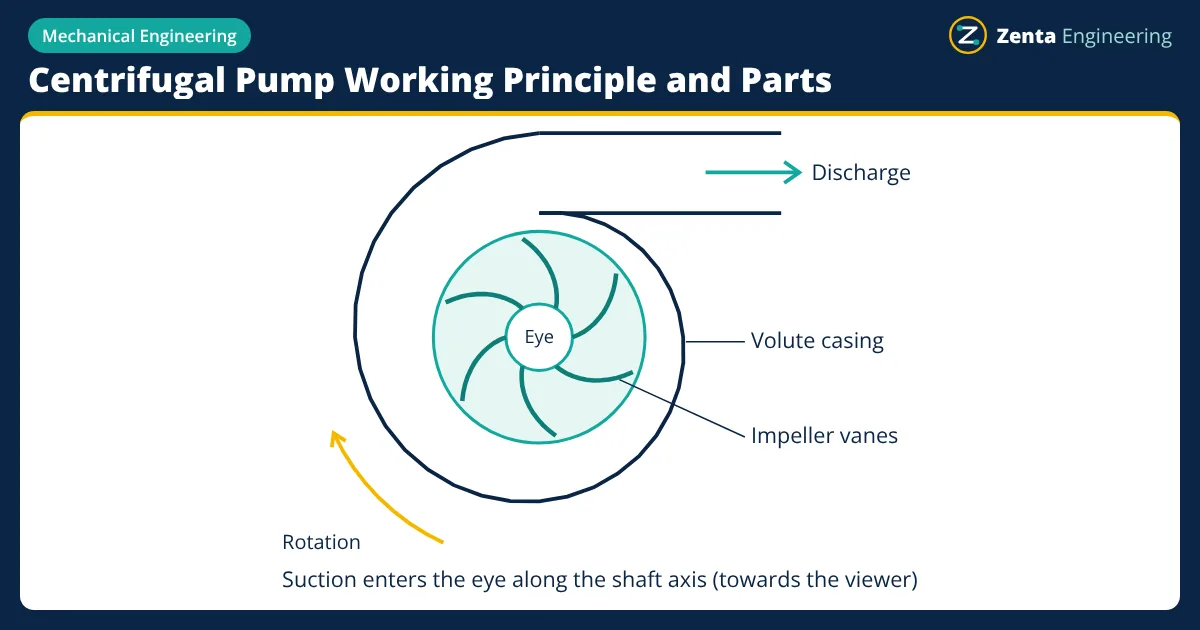 Mechanical Engineering
Zenta Engineering
Centrifugal Pump Working Principle and Parts
Discharge
Eye
Volute casing
Impeller vanes
Rotation
Suction enters the eye along the shaft axis (towards the viewer)